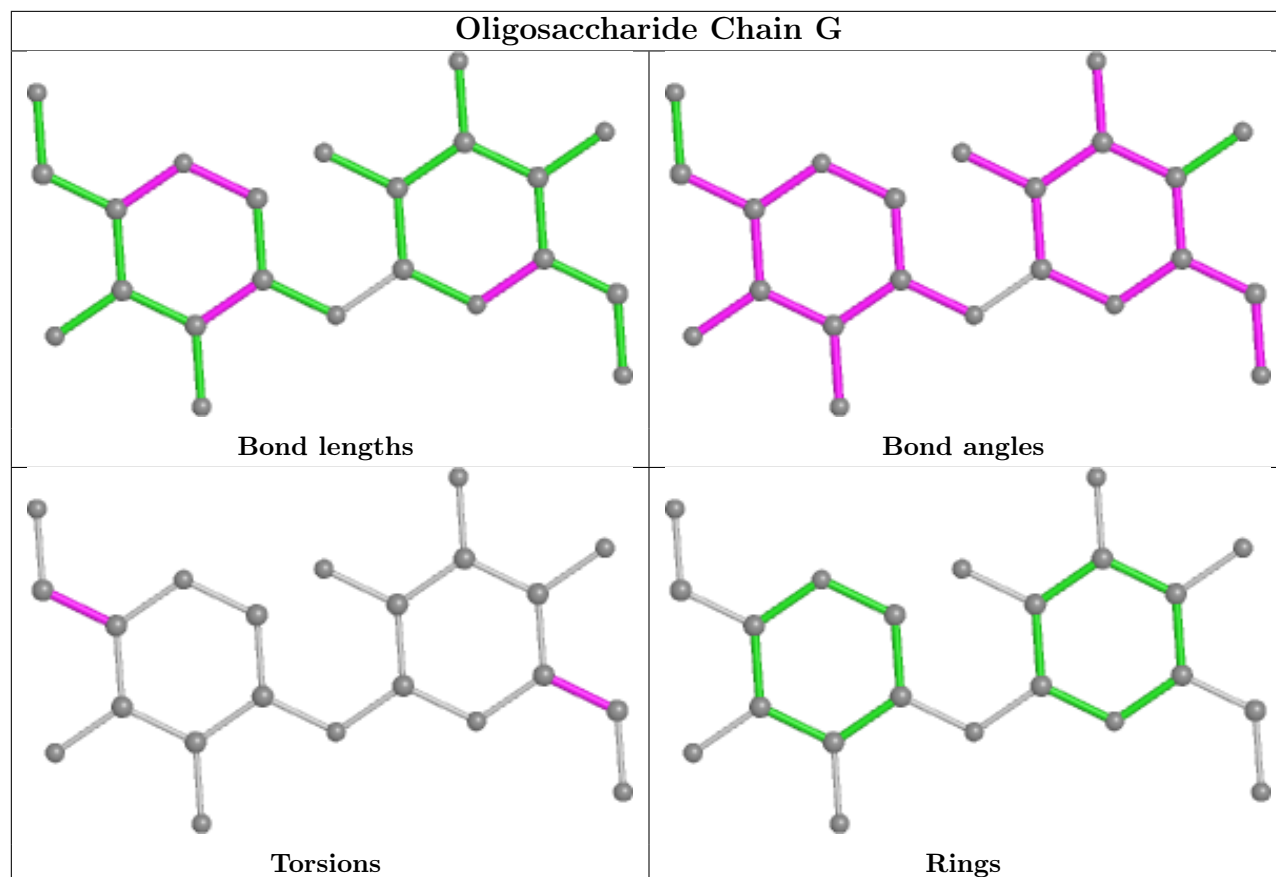 Oligosaccharide Chain G
Bond lengths
Bond angles
Torsions
Rings